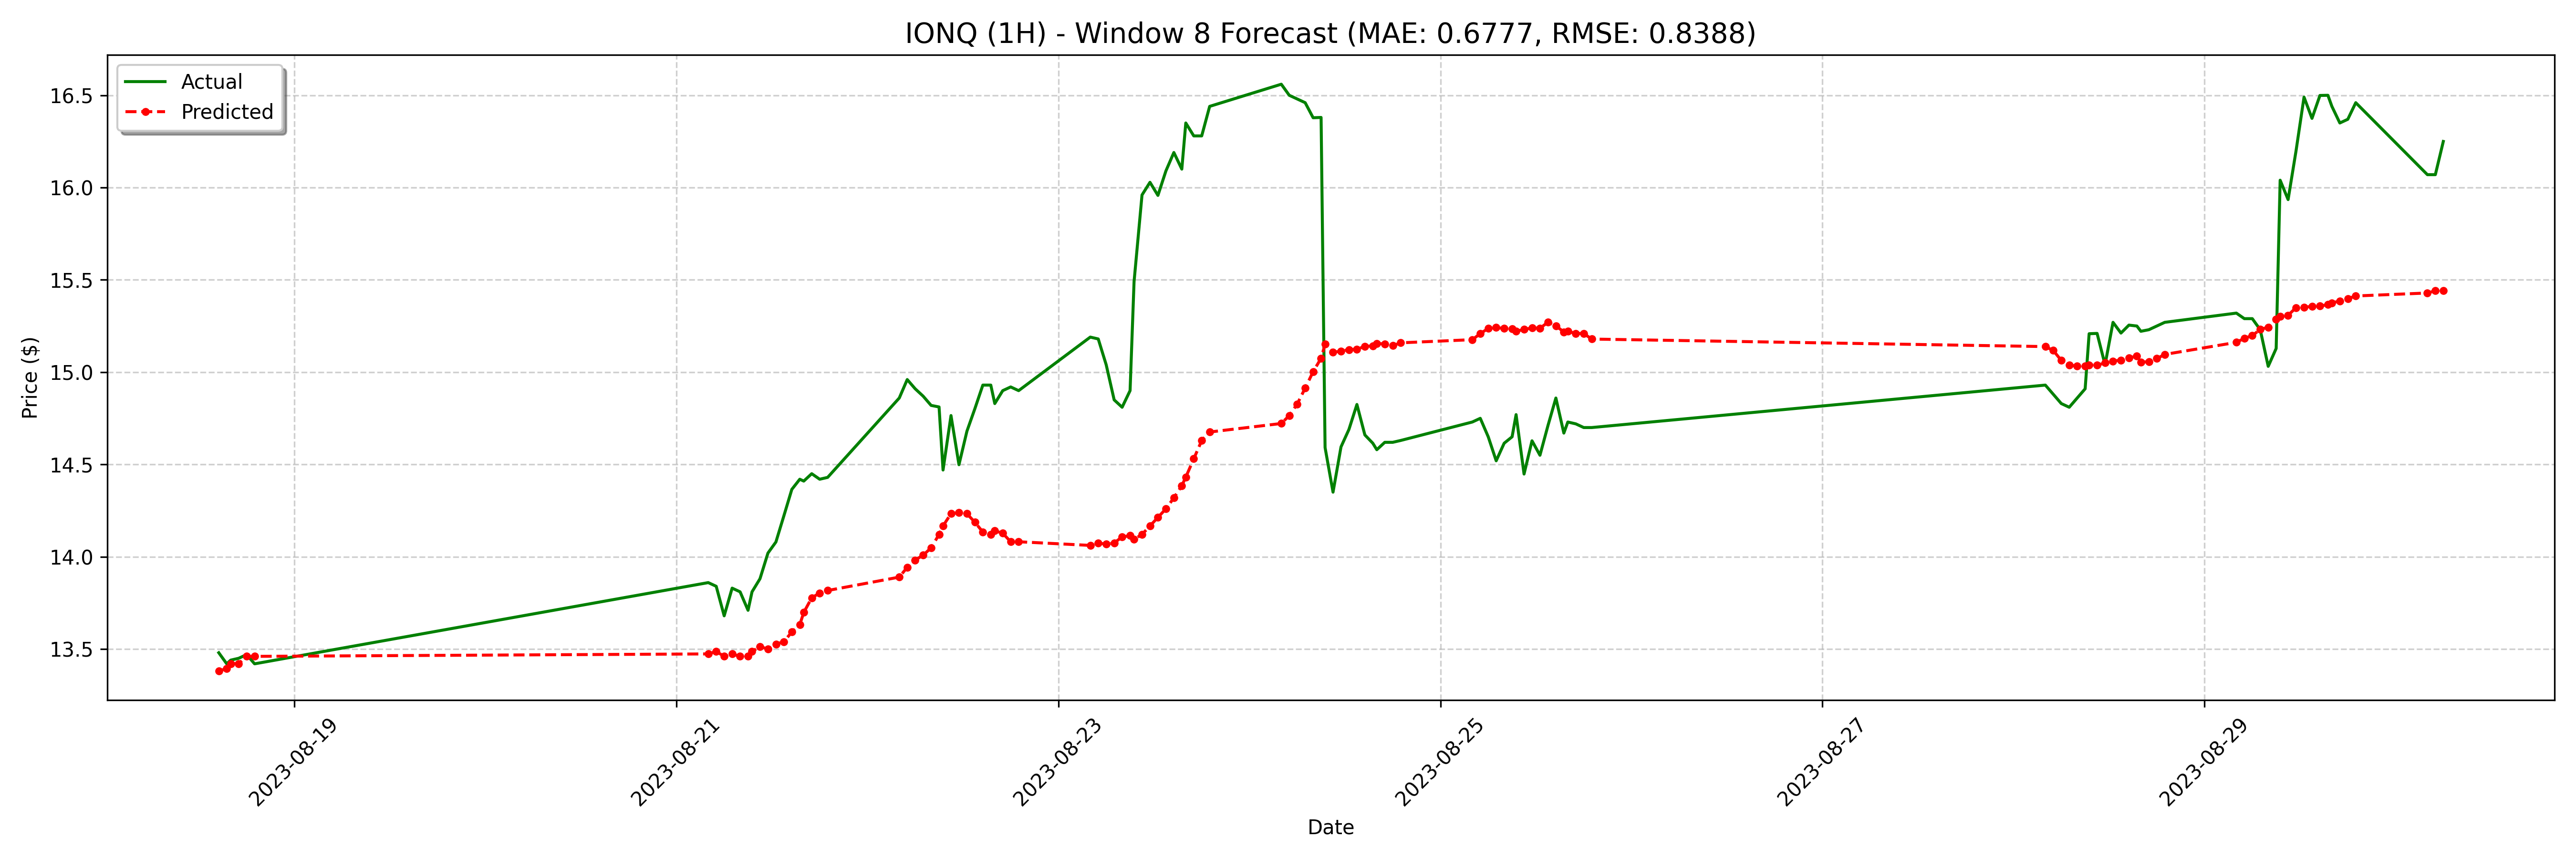 IONQ (1H) - Window 8 Forecast (MAE: 0.6777, RMSE: 0.8388)
Actual
Predicted
Price ($)
16.5
16.0
15.5
15.0
14.5
14.0
13.5
2023-08-19
2023-08-21
2023-08-23
2023-08-25
2023-08-27
2023-08-29
Date